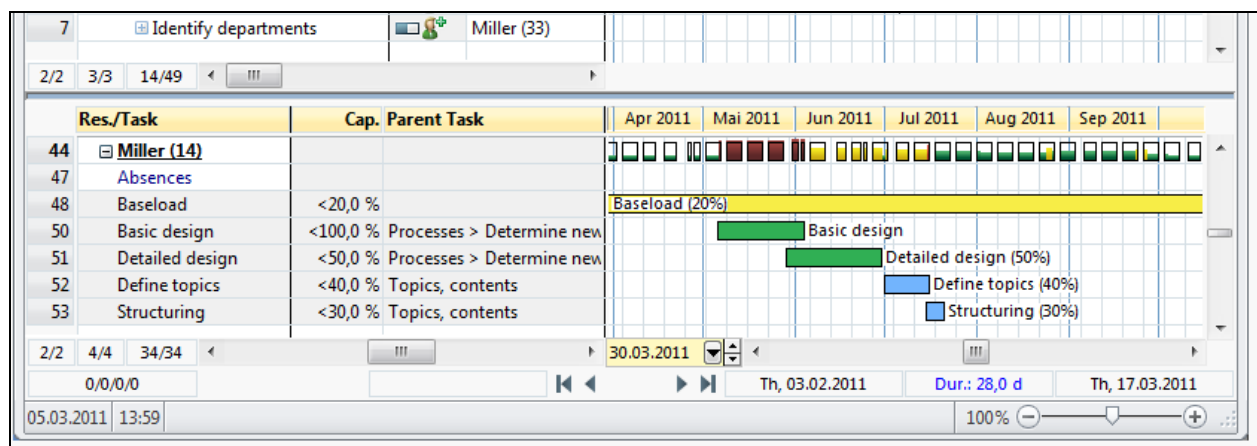 7 Identify departments Miller (33)
2/2 3/3 14/49
Res./Task Cap. Parent Task Apr 2011 Mai 2011 Jun 2011 Jul 2011 Aug 2011 Sep 2011
44 Miller (14)
47 Absences
48 Baseload <20,0 % Baseload (20%)
50 Basic design <100,0 % Processes > Determine new Basic design
51 Detailed design <50,0 % Processes > Determine new Detailed design (50%)
52 Define topics <40,0 % Topics, contents Define topics (40%)
53 Structuring <30,0 % Topics, contents Structuring (30%)
2/2 4/4 34/34 30.03.2011
0/0/0/0 Th, 03.02.2011 Dur.: 28,0 d Th, 17.03.2011
05.03.2011 13:59 100%